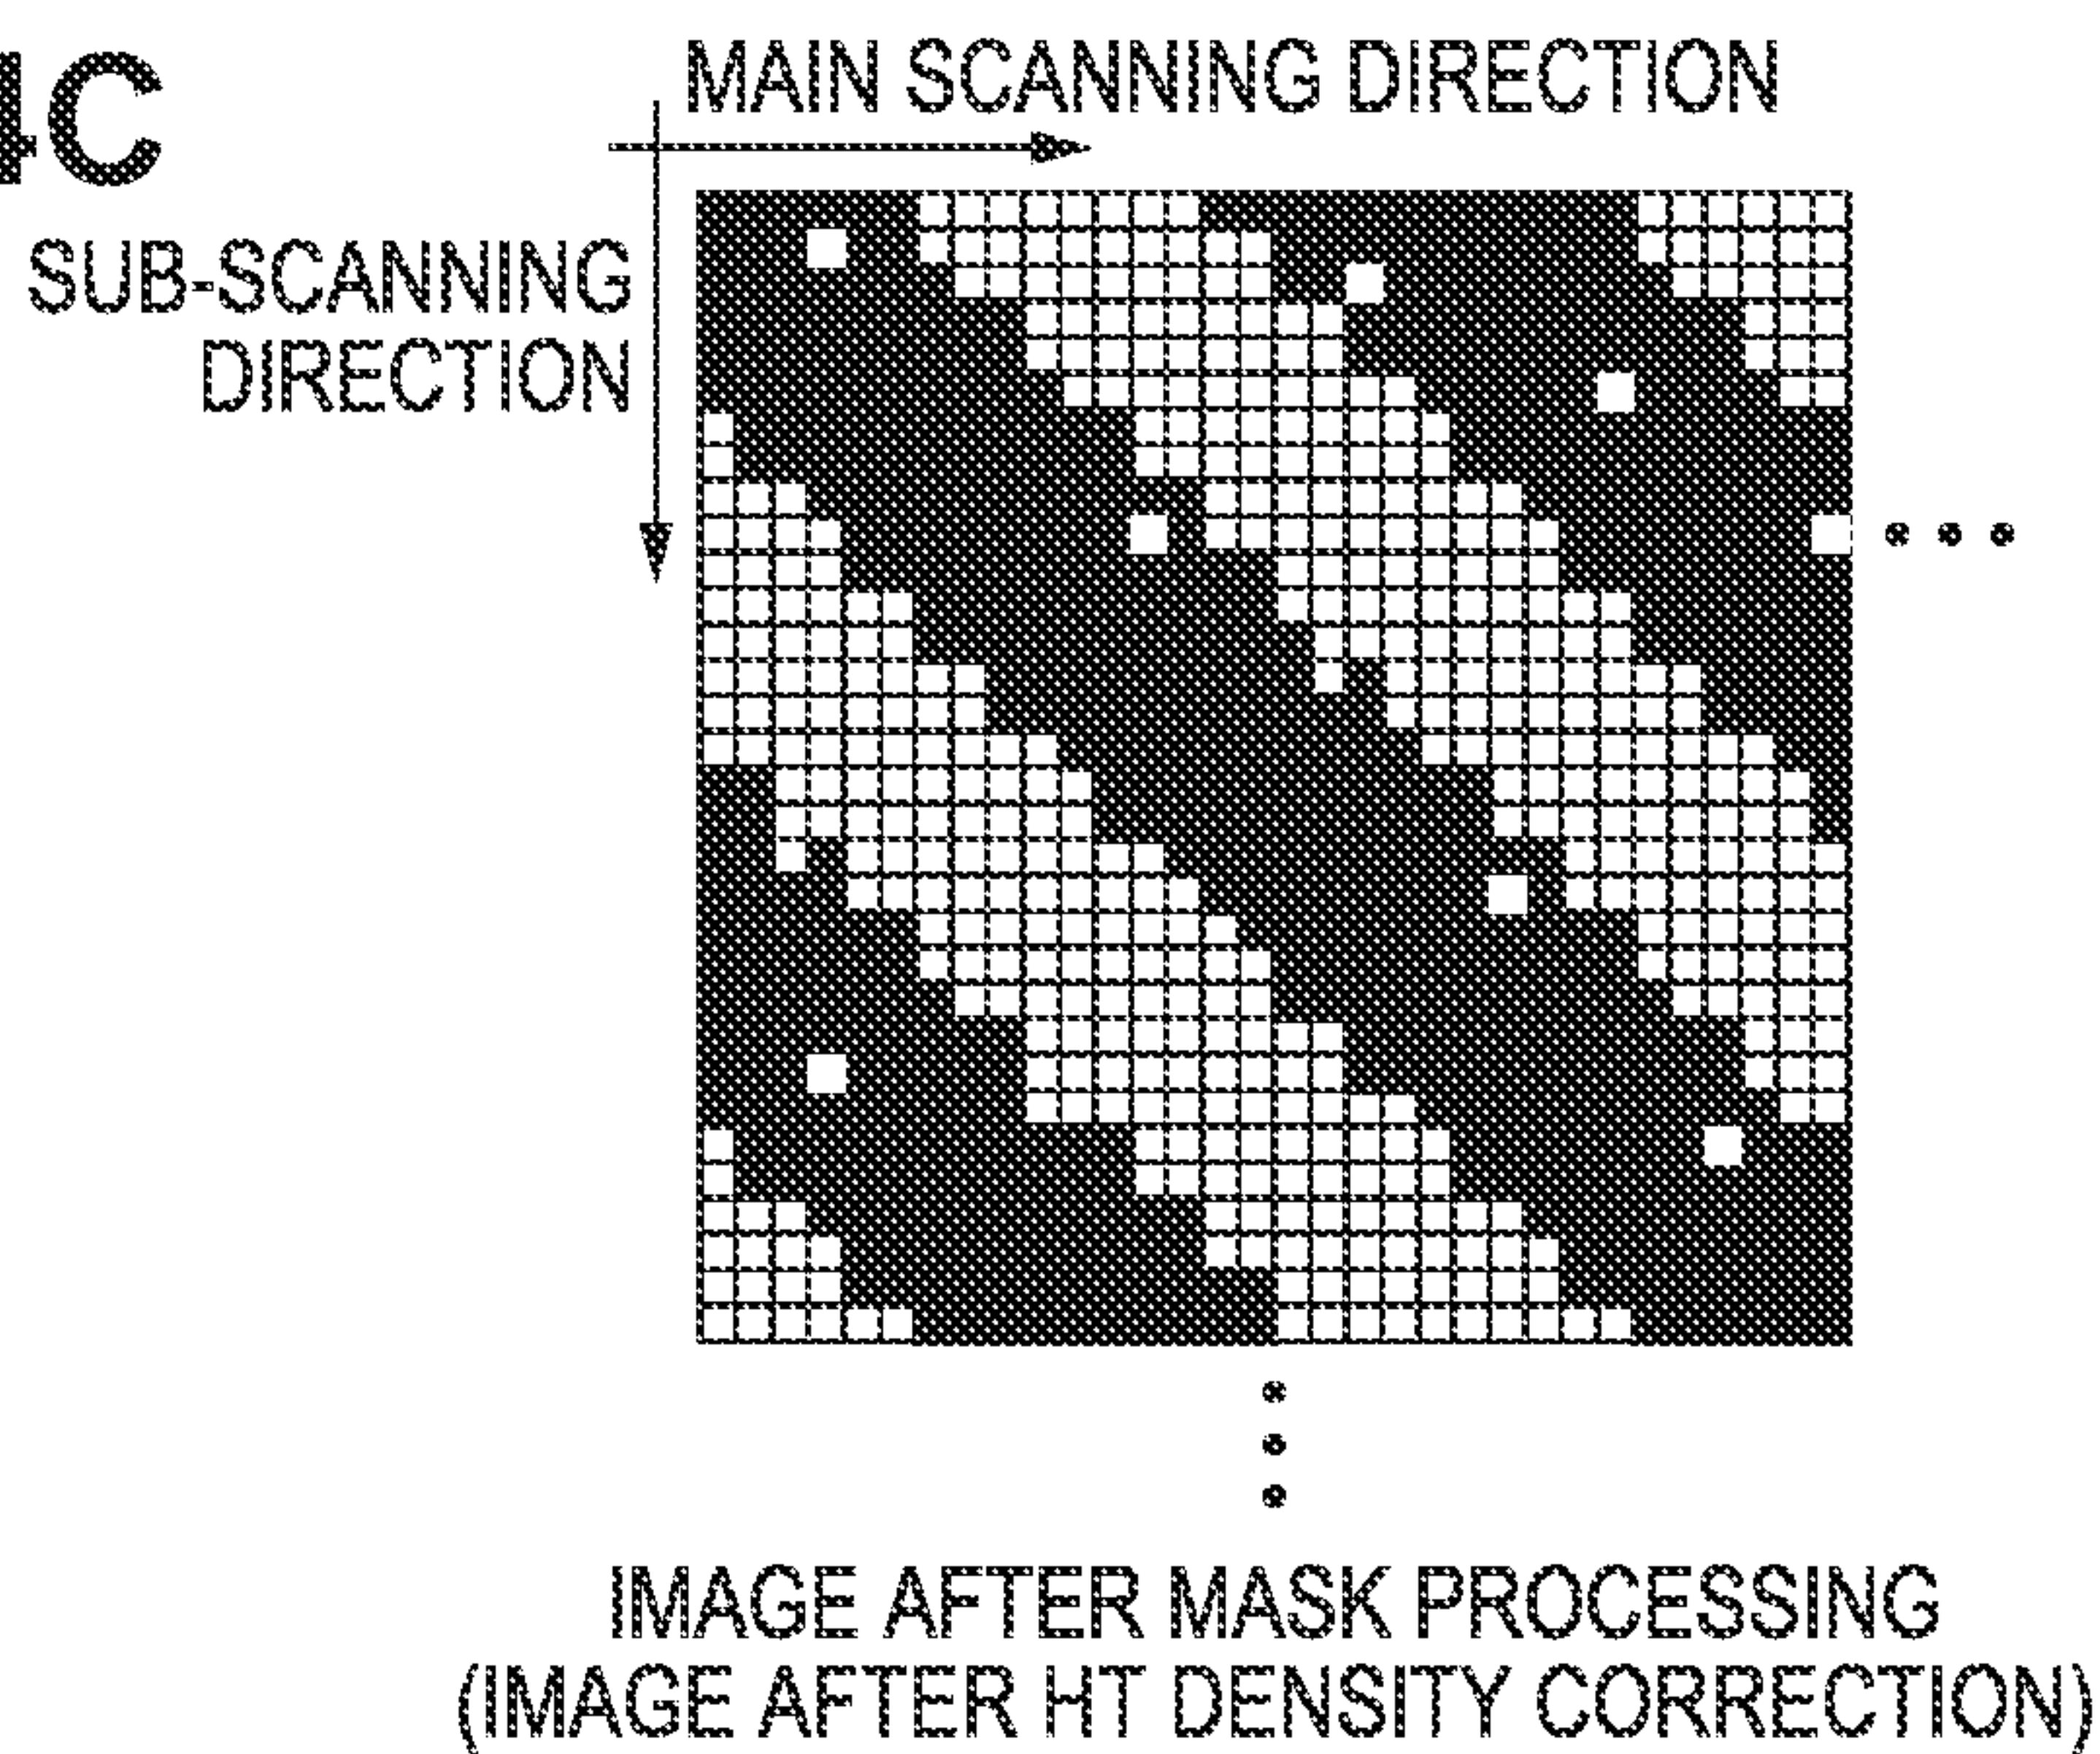 4C
MAIN SCANNING DIRECTION
SUB-SCANNING
DIRECTION
IMAGE AFTER MASK PROCESSING
(IMAGE AFTER HT DENSITY CORRECTION)